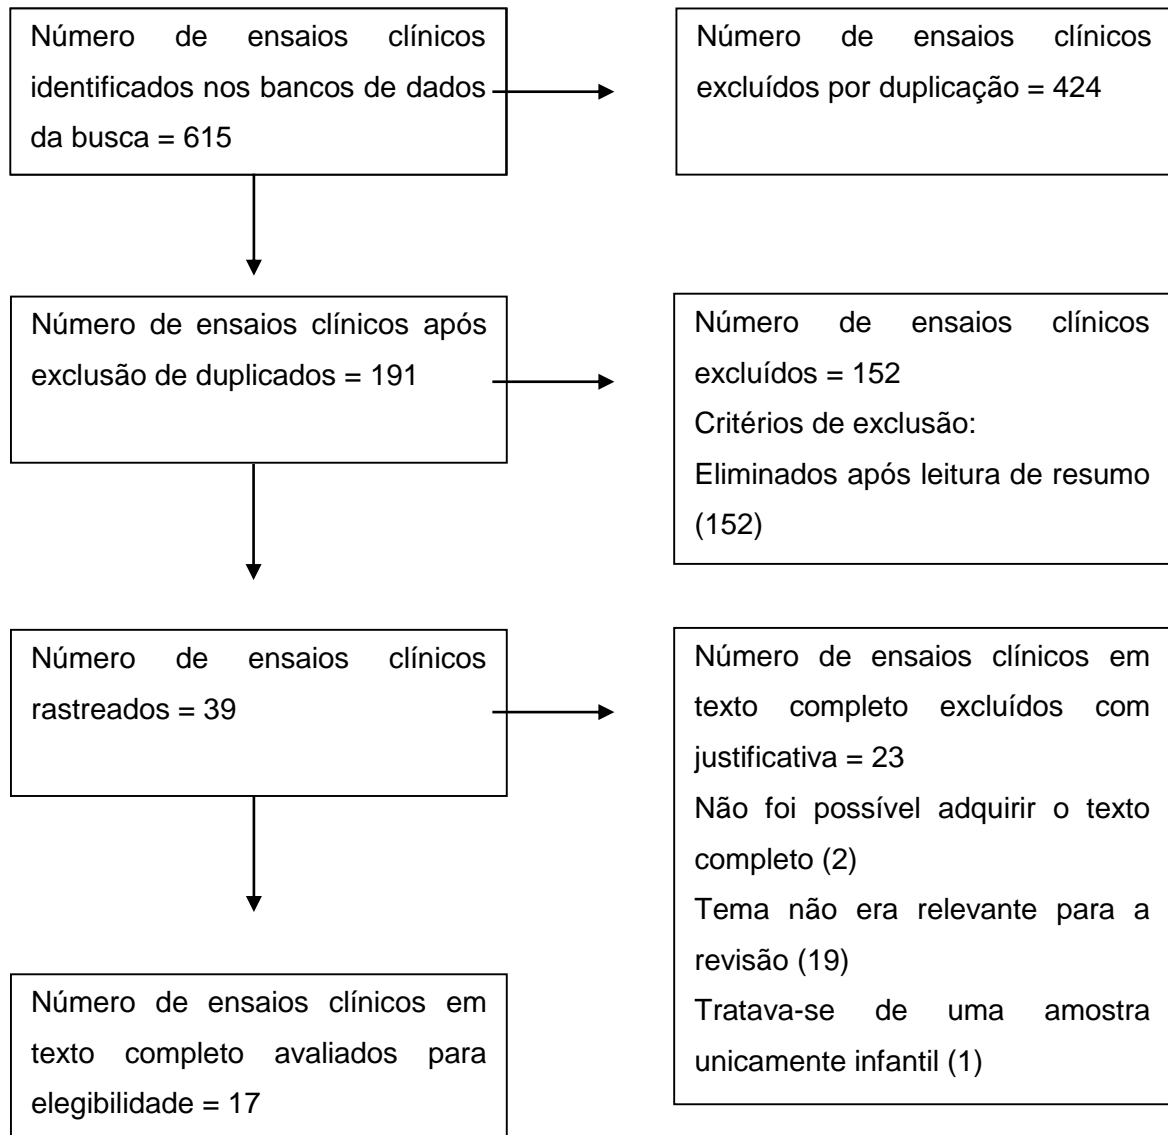 Número de ensaios clínicos
identificados nos bancos de dados
da busca = 615
Número de ensaios clínicos
excluídos por duplicação = 424
Número de ensaios clínicos após
exclusão de duplicados = 191
Número de ensaios clínicos
excluídos = 152
Critérios de exclusão:
Eliminados após leitura de resumo
(152)
Número de ensaios clínicos
rastreados = 39
Número de ensaios clínicos em
texto completo excluídos com
justificativa = 23
Não foi possível adquirir o texto
completo (2)
Tema não era relevante para a
revisão (19)
Tratava-se de uma amostra
unicamente infantil (1)
Número de ensaios clínicos em
texto completo avaliados para
elegibilidade = 17